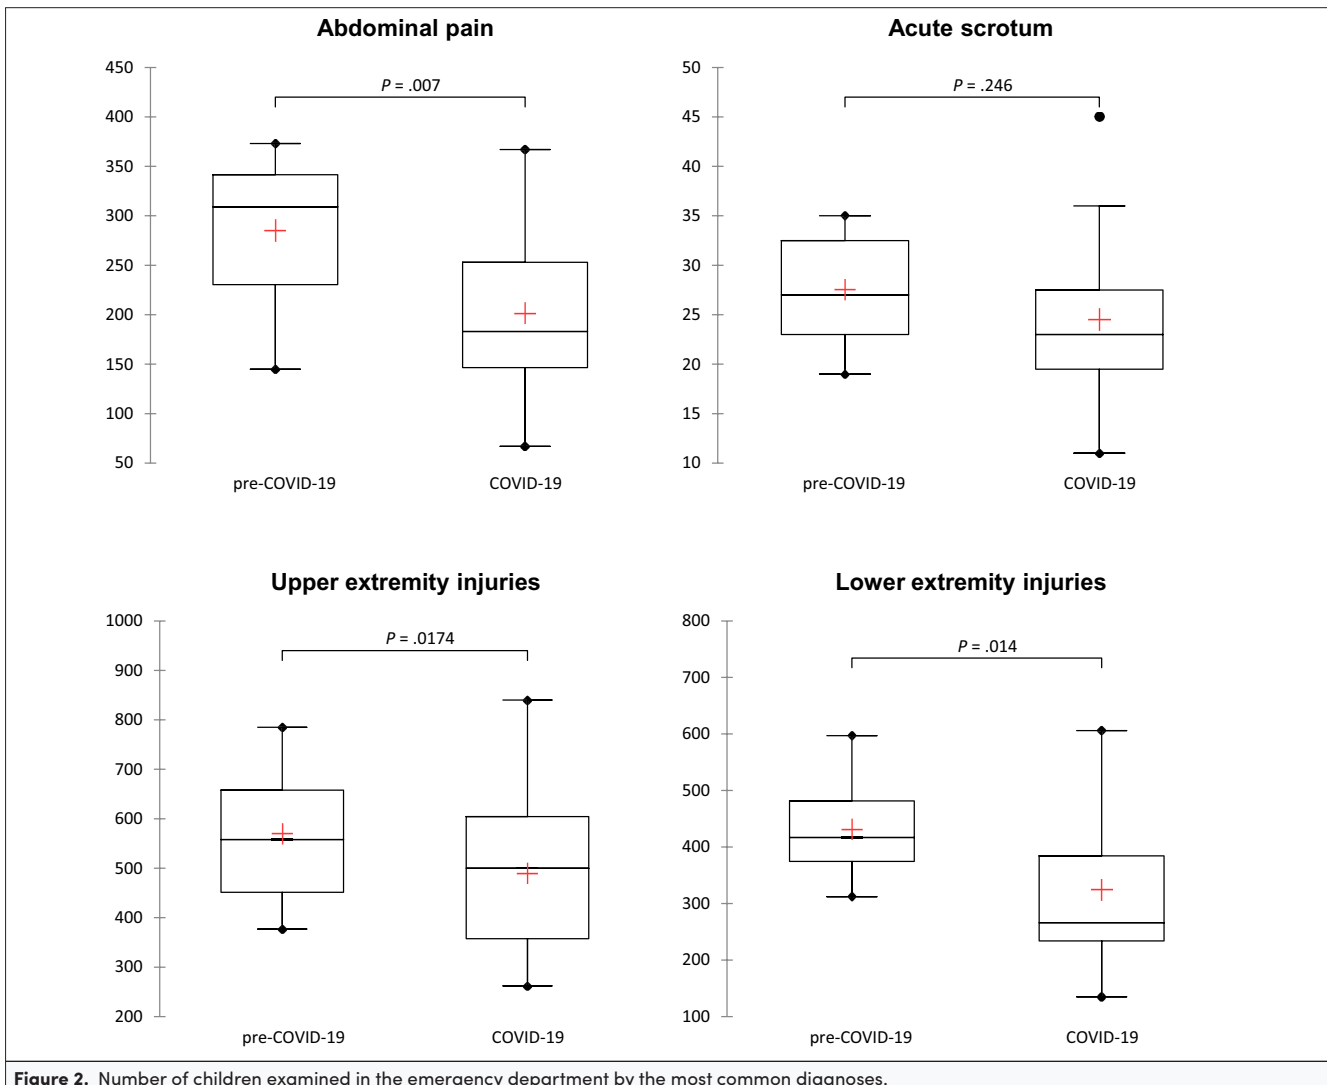 Abdominal pain
450
400
350
300
250
200
150
100
50
P = .007
pre-COVID-19 COVID-19
Acute scrotum
50
45
40
35
30
25
20
15
10
P = .246
pre-COVID-19 COVID-19
Upper extremity injuries
1000
900
800
700
600
500
400
300
200
P = .0174
pre-COVID-19 COVID-19
Lower extremity injuries
800
700
600
500
400
300
200
100
P = .014
pre-COVID-19 COVID-19
Figure 2. Number of children examined in the emergency department by the most common diagnoses.